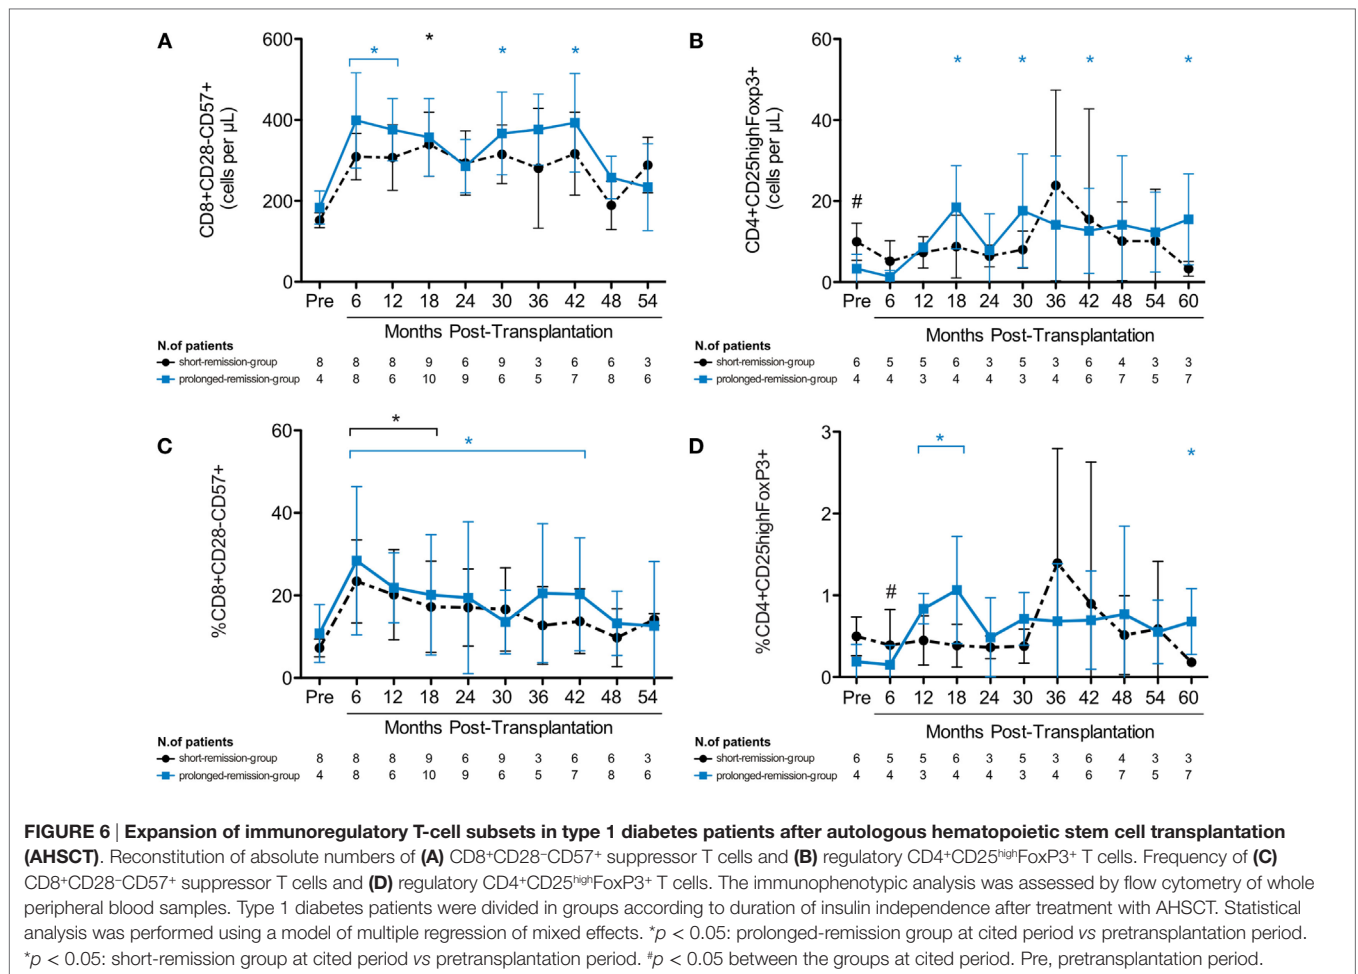 A
600
400
200
0
CD8+CD28-CD57+
(cells per µL)
* * * *
Pre 6 12 18 24 30 36 42 48 54
Months Post-Transplantation
N.of patients
short-remission-group 8 8 8 9 6 9 3 6 6 3
prolonged-remission-group 4 8 6 10 9 6 5 7 8 6
B
60
40
20
0
CD4+CD25highFoxp3+
(cells per µL)
* * * *
#
Pre 6 12 18 24 30 36 42 48 54 60
Months Post-Transplantation
N.of patients
short-remission-group 6 5 5 6 3 5 3 6 4 3 3
prolonged-remission-group 4 4 3 4 4 3 4 6 7 5 7
C
60
40
20
0
%CD8+CD28-CD57+
*
*
Pre 6 12 18 24 30 36 42 48 54
Months Post-Transplantation
N.of patients
short-remission-group 8 8 8 9 6 9 3 6 6 3
prolonged-remission-group 4 8 6 10 9 6 5 7 8 6
D
3
2
1
0
%CD4+CD25highFoxP3+
* *
#
Pre 6 12 18 24 30 36 42 48 54 60
Months Post-Transplantation
N.of patients
short-remission-group 6 5 5 6 3 5 3 6 4 3 3
prolonged-remission-group 4 4 3 4 4 3 4 6 7 5 7
FIGURE 6 | Expansion of immunoregulatory T-cell subsets in type 1 diabetes patients after autologous hematopoietic stem cell transplantation
(AHSCT). Reconstitution of absolute numbers of (A) CD8⁺CD28⁻CD57⁺ suppressor T cells and (B) regulatory CD4⁺CD25ʰⁱᵍʰFoxP3⁺ T cells. Frequency of (C)
CD8⁺CD28⁻CD57⁺ suppressor T cells and (D) regulatory CD4⁺CD25ʰⁱᵍʰFoxP3⁺ T cells. The immunophenotypic analysis was assessed by flow cytometry of whole
peripheral blood samples. Type 1 diabetes patients were divided in groups according to duration of insulin independence after treatment with AHSCT. Statistical
analysis was performed using a model of multiple regression of mixed effects. *p < 0.05: prolonged-remission group at cited period vs pretransplantation period.
*p < 0.05: short-remission group at cited period vs pretransplantation period. #p < 0.05 between the groups at cited period. Pre, pretransplantation period.